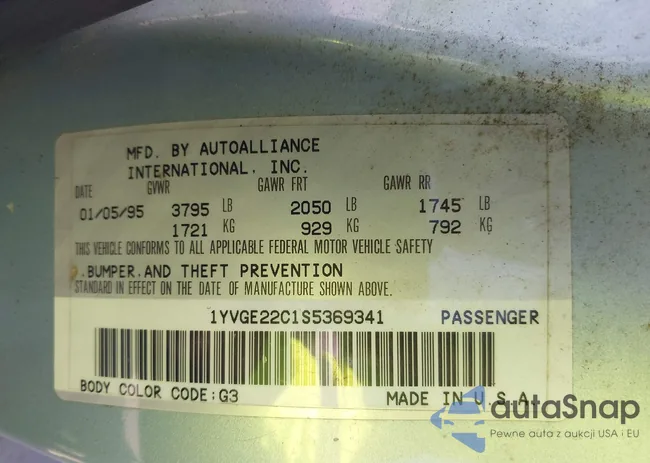 MFD. BY AUTOALLIANCE
INTERNATIONAL, INC.
DATE GVWR GAWR FRT GAWR RR
01/05/95 3795 LB 2050 LB 1745 LB
1721 KG 929 KG 792 KG
THIS VEHICLE CONFORMS TO ALL APPLICABLE FEDERAL MOTOR VEHICLE SAFETY
, BUMPER, AND THEFT PREVENTION
STANDARD IN EFFECT ON THE DATE OF MANUFACTURE SHOWN ABOVE.
1YVGE22C1S5369341 PASSENGER
BODY COLOR CODE:G3 MADE IN U.S.A.
autaSnap
Pewne auta z aukcji USA i EU